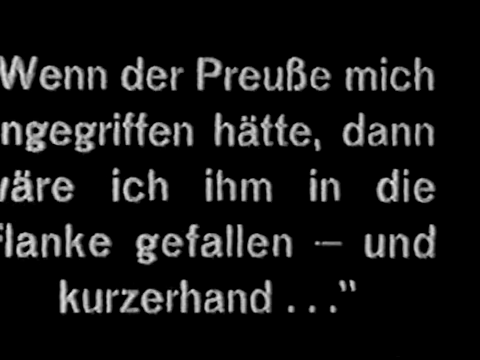 Wenn der Preuße mich
ngegriffen hätte, dann
wäre ich ihm in die
Flanke gefallen — und
kurzerhand . . ."